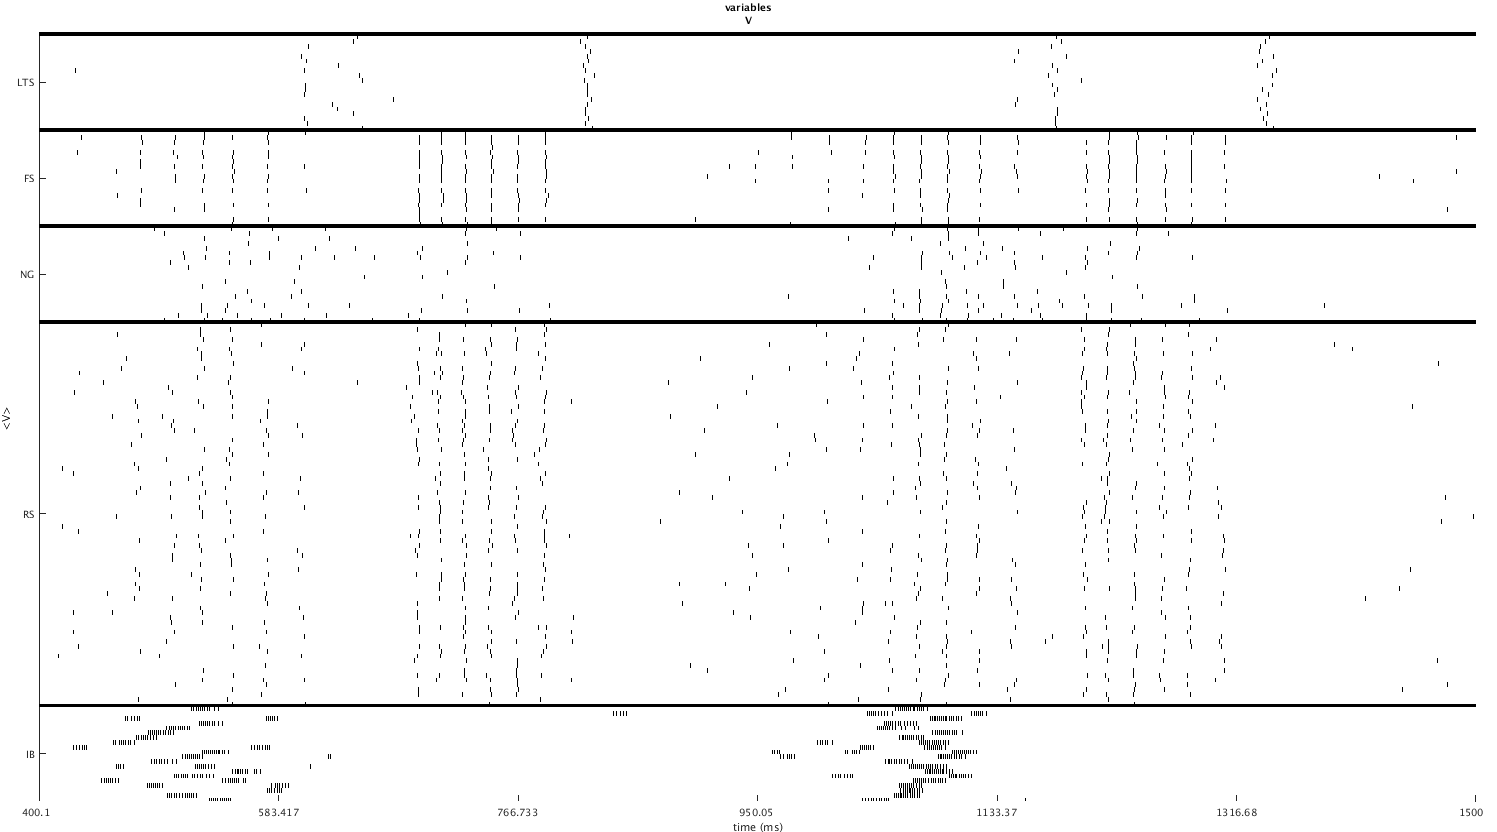 variables
V
LTS
FS
NG
RS
IB
<V>
400.1 583.417 766.733 950.05 1133.37 1316.68 1500
time (ms)